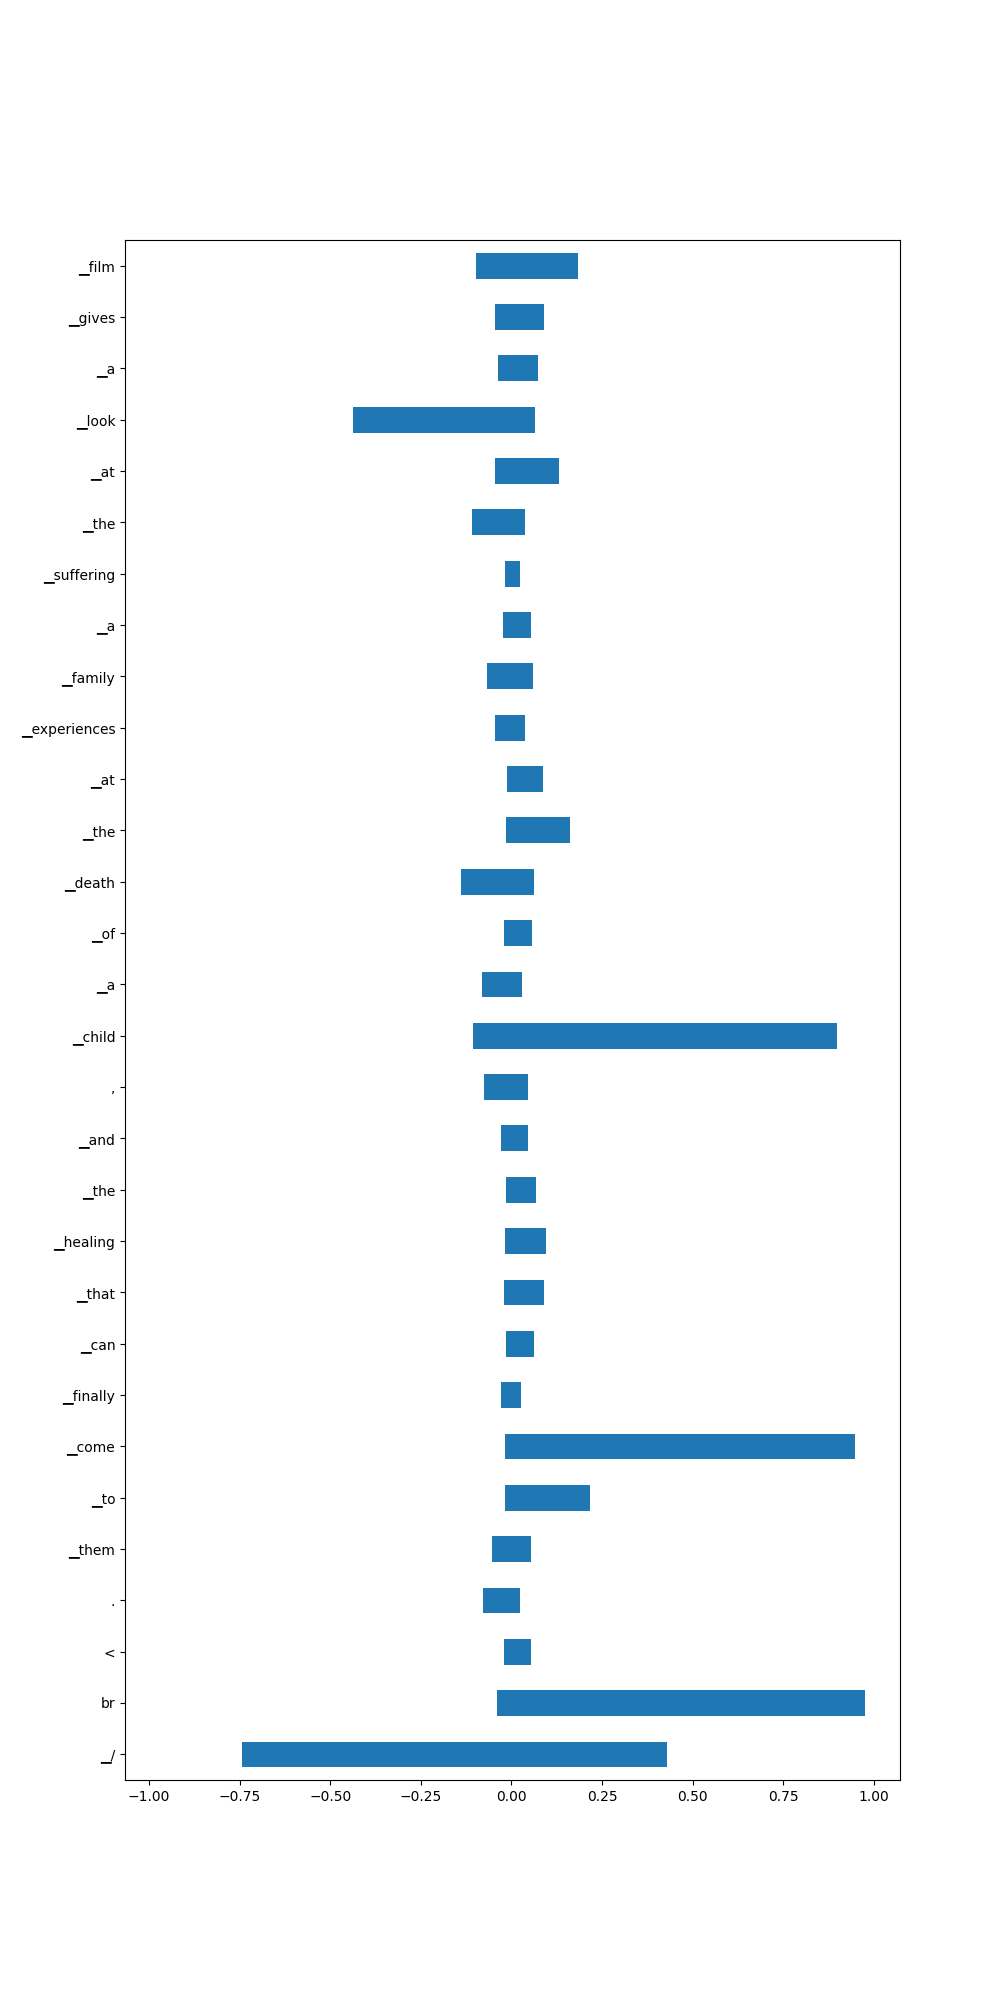 ▁film
▁gives
▁a
▁look
▁at
▁the
▁suffering
▁a
▁family
▁experiences
▁at
▁the
▁death
▁of
▁a
▁child
,
▁and
▁the
▁healing
▁that
▁can
▁finally
▁come
▁to
▁them
.
<
br
▁/
−1.00 −0.75 −0.50 −0.25 0.00 0.25 0.50 0.75 1.00